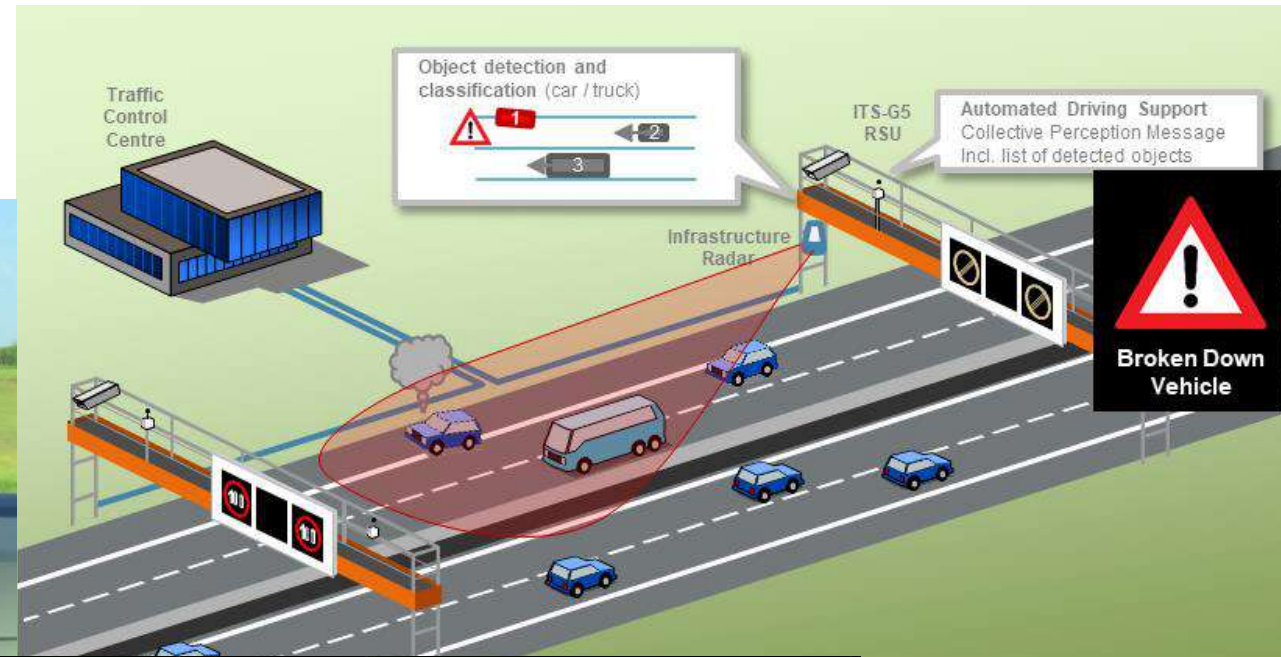 Traffic
Control
Centre
Object detection and
classification (car / truck)
1
2
3
ITS-G5
RSU
Automated Driving Support
Collective Perception Message
Incl. list of detected objects
Infrastructure
Radar
Broken Down
Vehicle
100
100